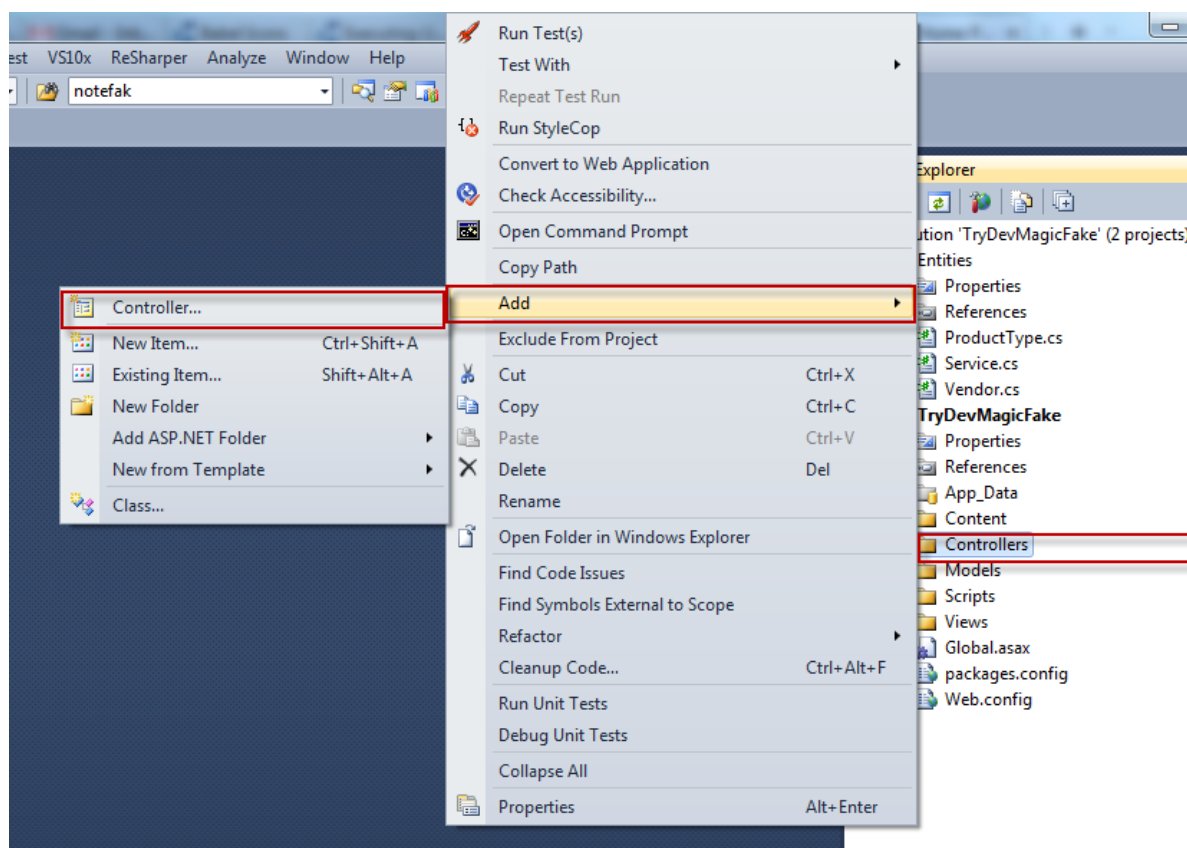 est VS10x ReSharper Analyze Window Help
notefak
Run Test(s)
Test With
Repeat Test Run
Run StyleCop
Convert to Web Application
Check Accessibility...
Open Command Prompt
Copy Path
Add
Exclude From Project
Cut Ctrl+X
Copy Ctrl+C
Paste Ctrl+V
Delete Del
Rename
Open Folder in Windows Explorer
Find Code Issues
Find Symbols External to Scope
Refactor
Cleanup Code... Ctrl+Alt+F
Run Unit Tests
Debug Unit Tests
Collapse All
Properties Alt+Enter
Controller...
New Item... Ctrl+Shift+A
Existing Item... Shift+Alt+A
New Folder
Add ASP.NET Folder
New from Template
Class...
Explorer
ution 'TryDevMagicFake' (2 projects)
Entities
Properties
References
ProductType.cs
Service.cs
Vendor.cs
TryDevMagicFake
Properties
References
App_Data
Content
Controllers
Models
Scripts
Views
Global.asax
packages.config
Web.config